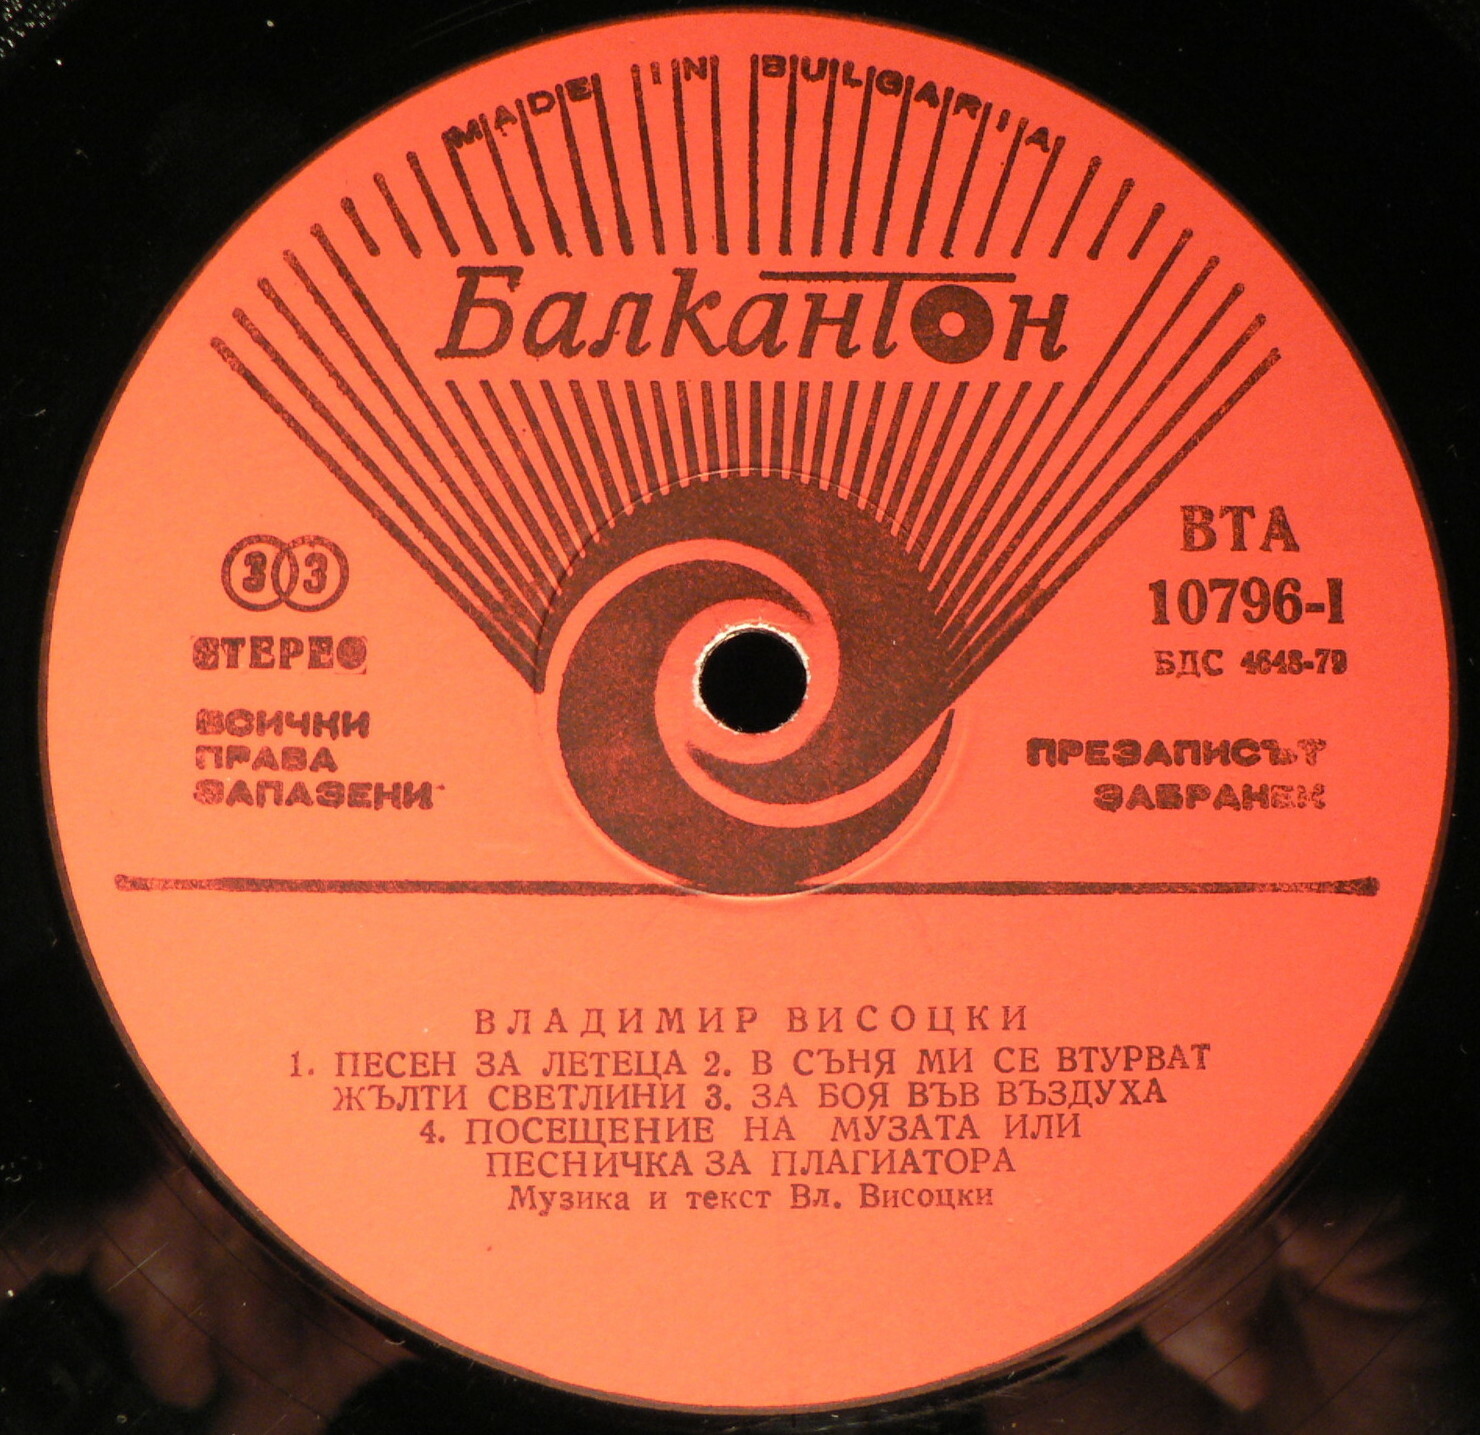 MADE IN BULGARIA
Балкантон
33
СТЕРЕО
ВСИЧКИ
ПРАВА
ЗАПАЗЕНИ
ВТА
10796-I
БДС 4648-79
ПРЕЗАПИСЪТ
ЗАБРАНЕН
ВЛАДИМИР ВИСОЦКИ
1. ПЕСЕН ЗА ЛЕТЕЦА 2. В СЪНЯ МИ СЕ ВТУРВАТ
ЖЪЛТИ СВЕТЛИНИ 3. ЗА БОЯ ВЪВ ВЪЗДУХА
4. ПОСЕЩЕНИЕ НА МУЗАТА ИЛИ
ПЕСНИЧКА ЗА ПЛАГИАТОРА
Музика и текст Вл. Висоцки